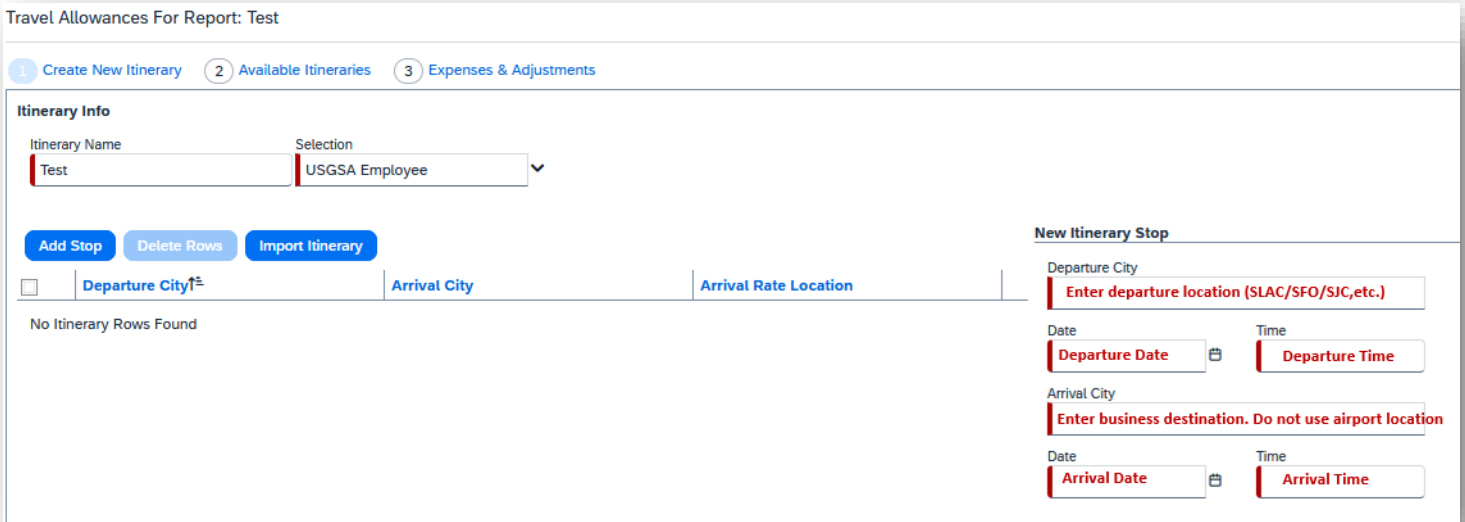 Travel Allowances For Report: Test
1 Create New Itinerary 2 Available Itineraries 3 Expenses & Adjustments
Itinerary Info
Itinerary Name Selection
Test USGSA Employee
Add Stop Delete Rows Import Itinerary
Departure City Arrival City Arrival Rate Location
No Itinerary Rows Found
New Itinerary Stop
Departure City
Enter departure location (SLAC/SFO/SJC,etc.)
Date Time
Departure Date Departure Time
Arrival City
Enter business destination. Do not use airport location
Date Time
Arrival Date Arrival Time